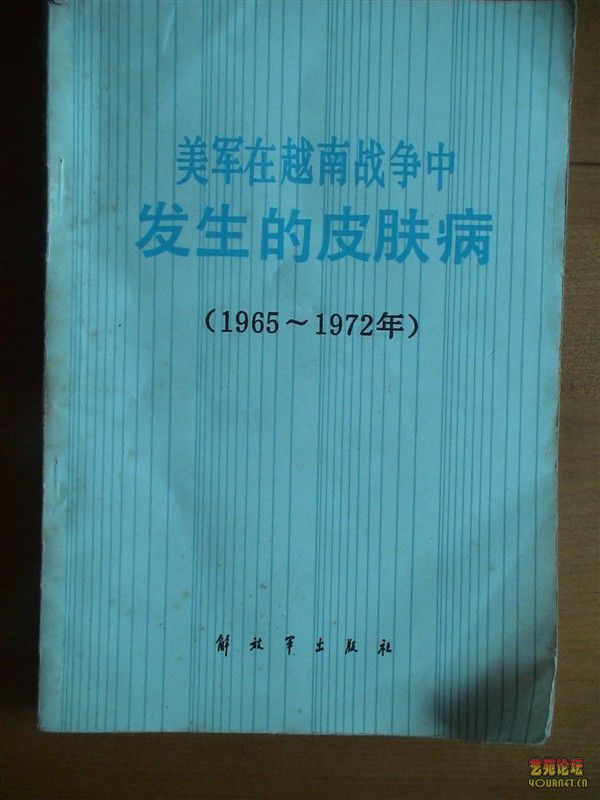 美军在越南战争中
发生的皮肤病
(1965～1972年)
解放军出版社
艺苑论坛
YOURNET.CN